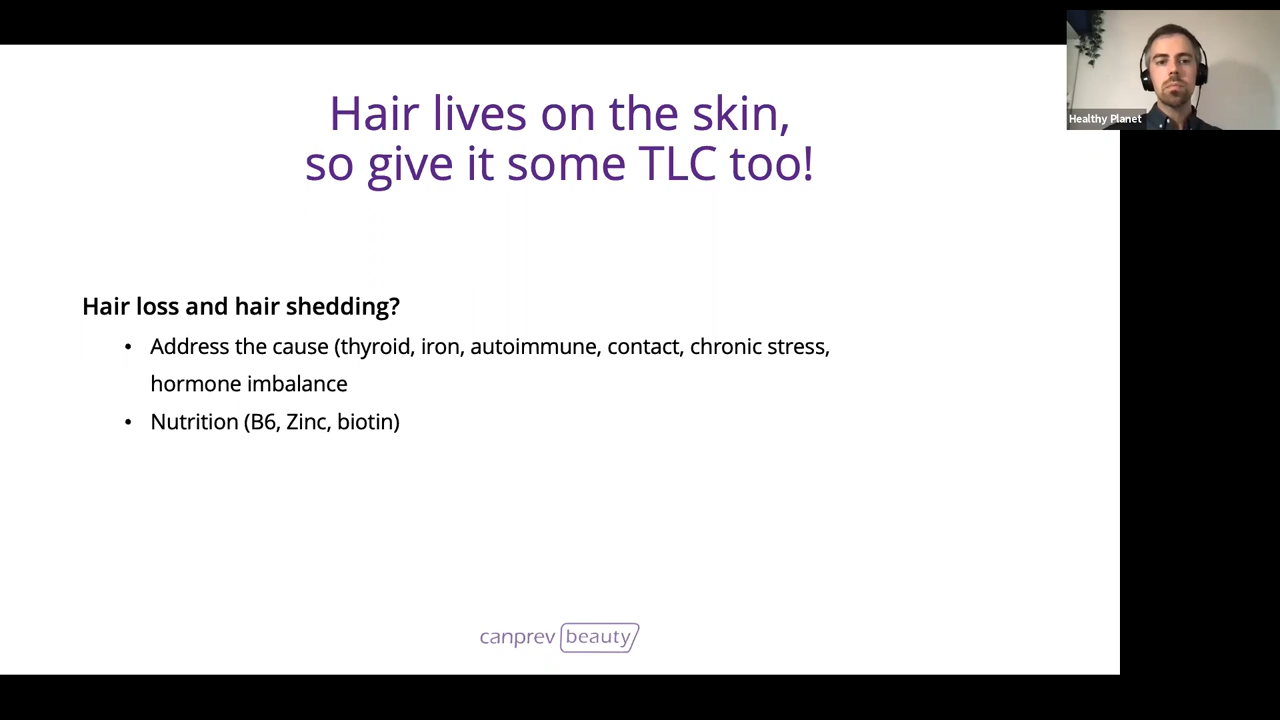 Hair lives on the skin,
so give it some TLC too!
Healthy Planet
Hair loss and hair shedding?
• Address the cause (thyroid, iron, autoimmune, contact, chronic stress,
hormone imbalance
• Nutrition (B6, Zinc, biotin)
canprev beauty